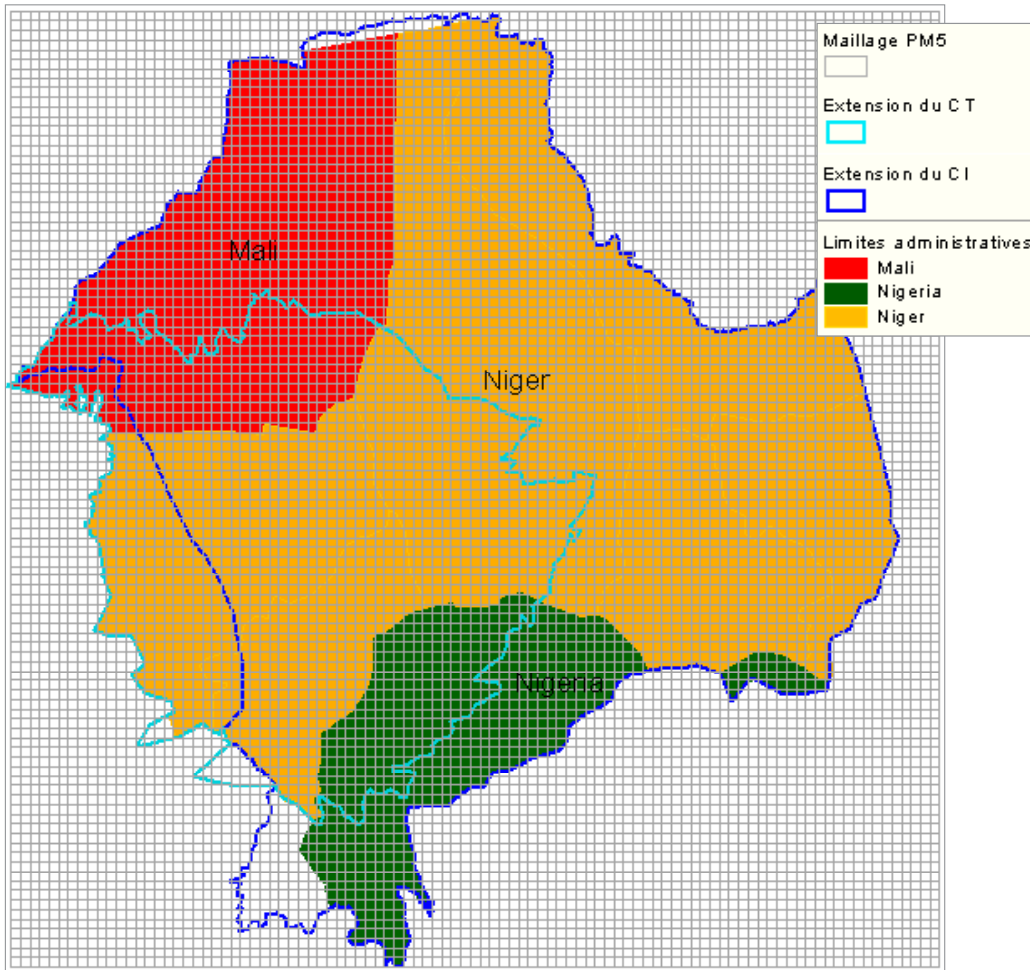 Maillage PM5
Extension du CT
Extension du CI
Limites administratives
Mali
Nigeria
Niger
Mali
Niger
Nigeria